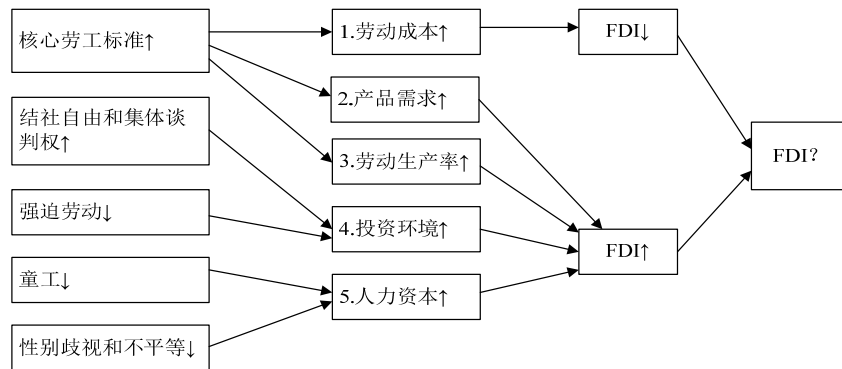 核心劳工标准↑
结社自由和集体谈
判权↑
强迫劳动↓
童工↓
性别歧视和不平等↓
1.劳动成本↑
2.产品需求↑
3.劳动生产率↑
4.投资环境↑
5.人力资本↑
FDI↓
FDI↑
FDI？